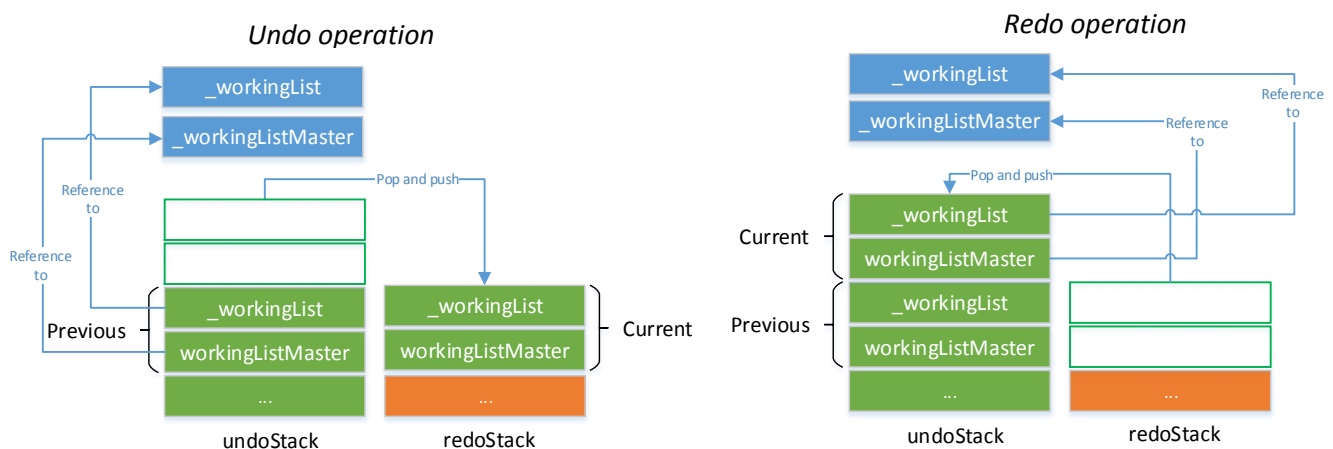 Undo operation
_workingList
_workingListMaster
Pop and push
Reference
to
Reference
to
_workingList
workingListMaster
...
Previous
_workingList
workingListMaster
...
Current
undoStack
redoStack
Redo operation
_workingList
_workingListMaster
Reference
to
Reference
to
Pop and push
_workingList
workingListMaster
Current
_workingList
workingListMaster
Previous
...
...
undoStack
redoStack